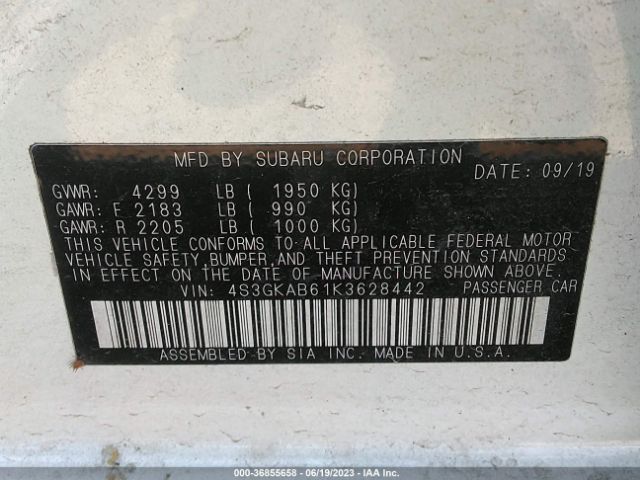 MFD BY SUBARU CORPORATION
DATE: 09/19
GVWR: 4299 LB ( 1950 KG)
GAWR: F 2183 LB ( 990 KG)
GAWR: R 2205 LB ( 1000 KG)
THIS VEHICLE CONFORMS TO ALL APPLICABLE FEDERAL MOTOR
VEHICLE SAFETY, BUMPER, AND THEFT PREVENTION STANDARDS
IN EFFECT ON THE DATE OF MANUFACTURE SHOWN ABOVE.
VIN: 4S3GKAB61K3628442 PASSENGER CAR
ASSEMBLED BY SIA INC. MADE IN U.S.A.
000-36855658 - 06/19/2023 - IAA Inc.